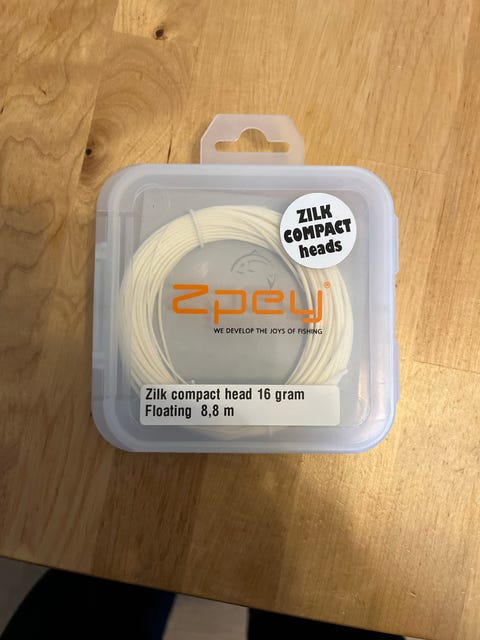 ZILK
COMPACT
heads
Zpey®
WE DEVELOP THE JOYS OF FISHING
Zilk compact head 16 gram
Floating 8,8 m